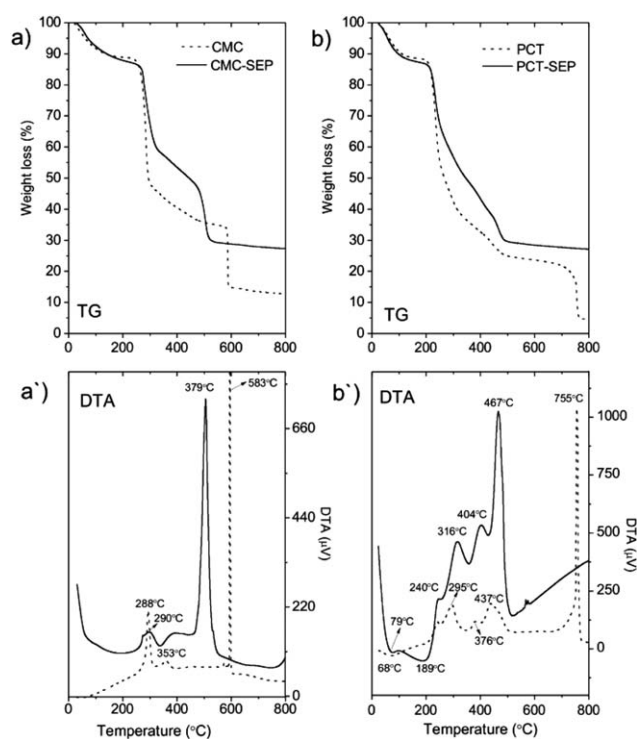 a)
CMC
CMC-SEP
100
90
80
70
60
50
40
30
20
10
0
Weight loss (%)
TG
0 200 400 600 800
b)
PCT
PCT-SEP
100
90
80
70
60
50
40
30
20
10
0
Weight loss (%)
TG
0 200 400 600 800
a`) DTA
379°C
583°C
288°C
290°C
353°C
660
440
220
0
DTA (µV)
0 200 400 600 800
Temperature (°C)
b`) DTA
467°C
755°C
404°C
316°C
240°C
295°C
437°C
79°C
376°C
68°C
189°C
1000
750
500
250
0
DTA (µV)
0 200 400 600 800
Temperature (°C)